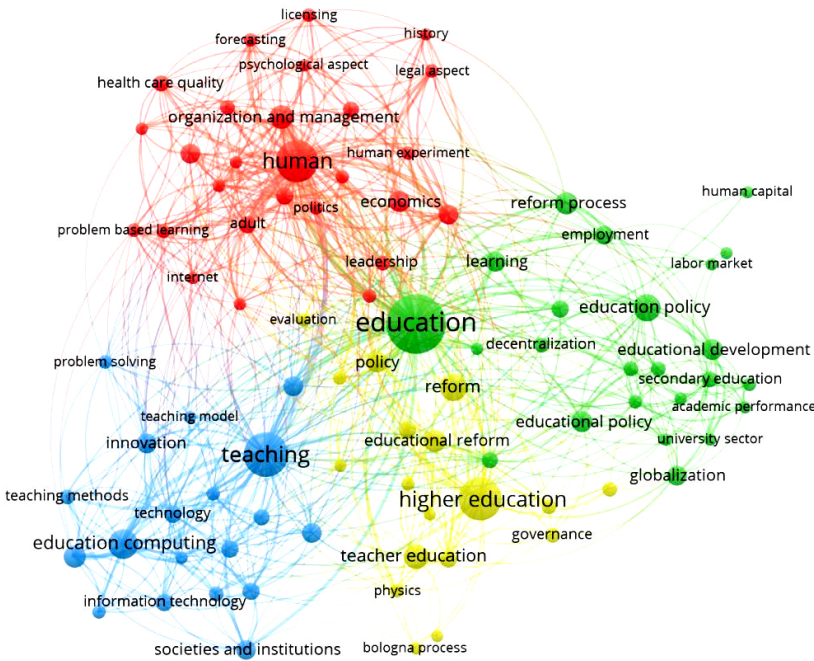 licensing
history
forecasting
psychological aspect
legal aspect
health care quality
organization and management
human
human experiment
human capital
economics
reform process
politics
adult
problem based learning
employment
leadership
learning
labor market
internet
education policy
evaluation
education
decentralization
educational development
problem solving
policy
secondary education
reform
academic performance
teaching model
educational policy
innovation
educational reform
university sector
teaching
globalization
teaching methods
higher education
technology
governance
education computing
teacher education
physics
information technology
societies and institutions
bologna process